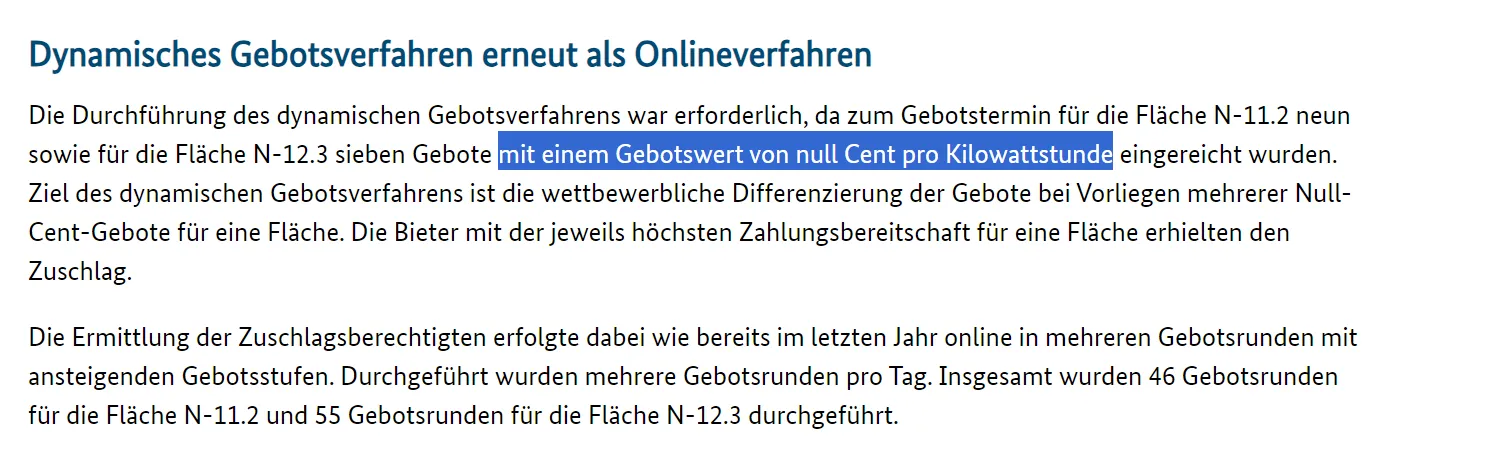 Dynamisches Gebotsverfahren erneut als Onlineverfahren
Die Durchführung des dynamischen Gebotsverfahrens war erforderlich, da zum Gebotstermin für die Fläche N-11.2 neun
sowie für die Fläche N-12.3 sieben Gebote mit einem Gebotswert von null Cent pro Kilowattstunde eingereicht wurden.
Ziel des dynamischen Gebotsverfahrens ist die wettbewerbliche Differenzierung der Gebote bei Vorliegen mehrerer Null-
Cent-Gebote für eine Fläche. Die Bieter mit der jeweils höchsten Zahlungsbereitschaft für eine Fläche erhielten den
Zuschlag.
Die Ermittlung der Zuschlagsberechtigten erfolgte dabei wie bereits im letzten Jahr online in mehreren Gebotsrunden mit
ansteigenden Gebotsstufen. Durchgeführt wurden mehrere Gebotsrunden pro Tag. Insgesamt wurden 46 Gebotsrunden
für die Fläche N-11.2 und 55 Gebotsrunden für die Fläche N-12.3 durchgeführt.